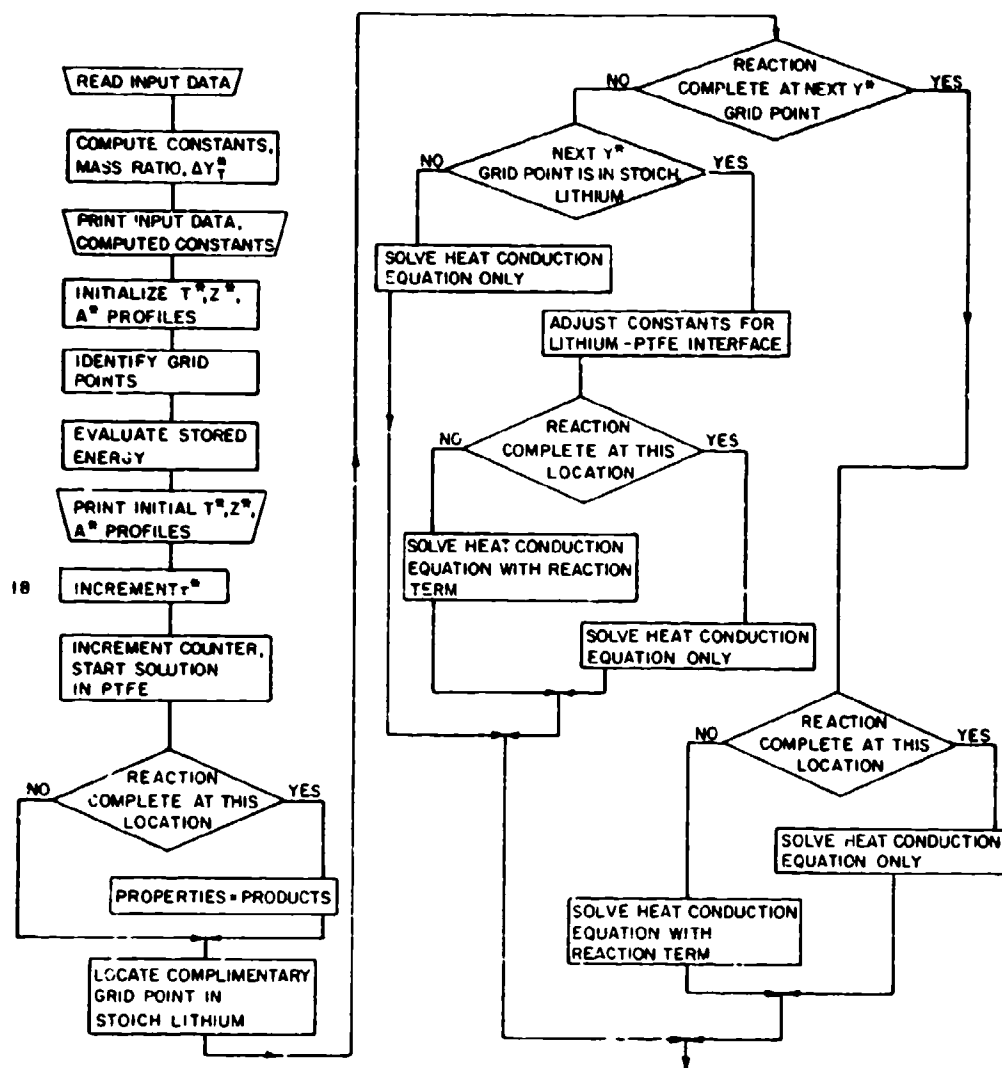 READ INPUT DATA
COMPUTE CONSTANTS,
MASS RATIO, ΔY*T
PRINT INPUT DATA,
COMPUTED CONSTANTS
INITIALIZE T*,Z*,
A* PROFILES
IDENTIFY GRID
POINTS
EVALUATE STORED
ENERGY
PRINT INITIAL T*,Z*,
A* PROFILES
18
INCREMENT τ*
INCREMENT COUNTER,
START SOLUTION
IN PTFE
NO
REACTION
COMPLETE AT THIS
LOCATION
YES
PROPERTIES = PRODUCTS
LOCATE COMPLIMENTARY
GRID POINT IN
STOICH LITHIUM
NO
REACTION
COMPLETE AT NEXT Y*
GRID POINT
YES
NO
NEXT Y*
GRID POINT IS IN STOICH,
LITHIUM
YES
SOLVE HEAT CONDUCTION
EQUATION ONLY
ADJUST CONSTANTS FOR
LITHIUM-PTFE INTERFACE
NO
REACTION
COMPLETE AT THIS
LOCATION
YES
SOLVE HEAT CONDUCTION
EQUATION WITH REACTION
TERM
SOLVE HEAT CONDUCTION
EQUATION ONLY
NO
REACTION
COMPLETE AT THIS
LOCATION
YES
SOLVE HEAT CONDUCTION
EQUATION ONLY
SOLVE HEAT CONDUCTION
EQUATION WITH
REACTION TERM